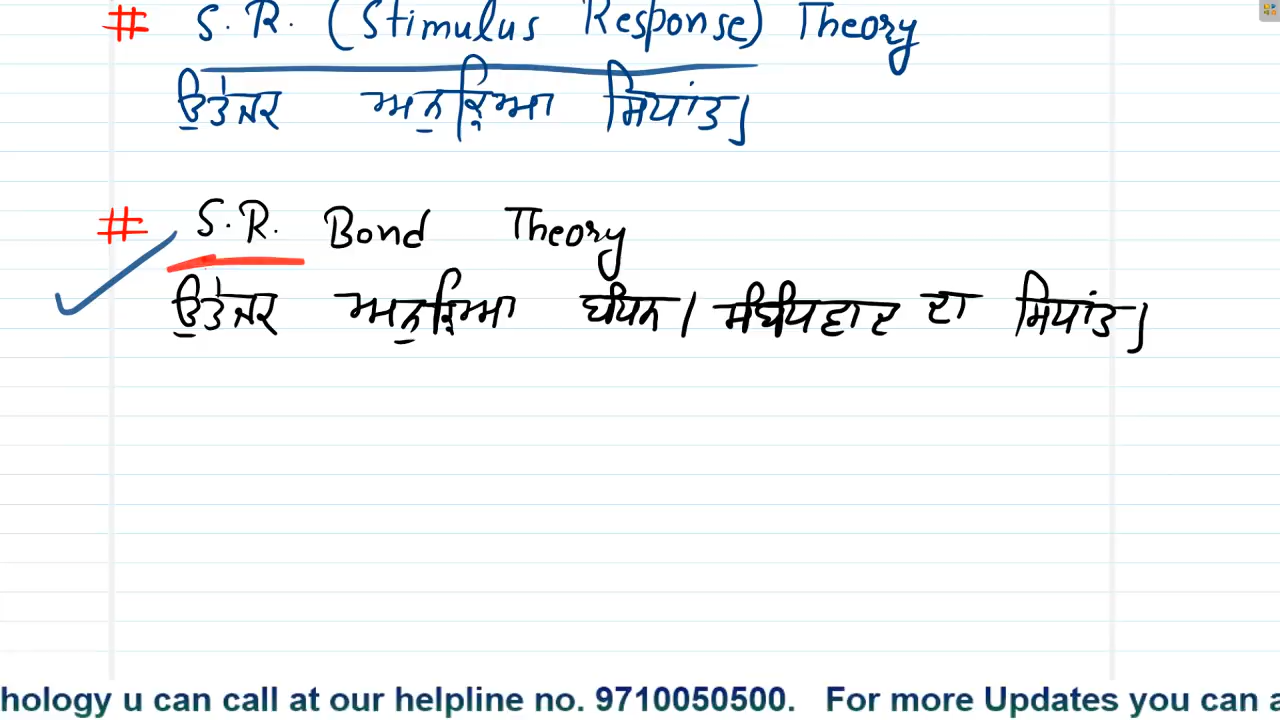 # S.R. (Stimulus Response) Theory
ਉਤੇਜਕ ਅਨੁਕ੍ਰਿਆ ਸਿਧਾਂਤ।
# S.R. Bond Theory
ਉਤੇਜਕ ਅਨੁਕ੍ਰਿਆ ਬੰਧਨ। ਸੰਬੰਧਵਾਦ ਦਾ ਸਿਧਾਂਤ।
hology u can call at our helpline no. 9710050500. For more Updates you can a